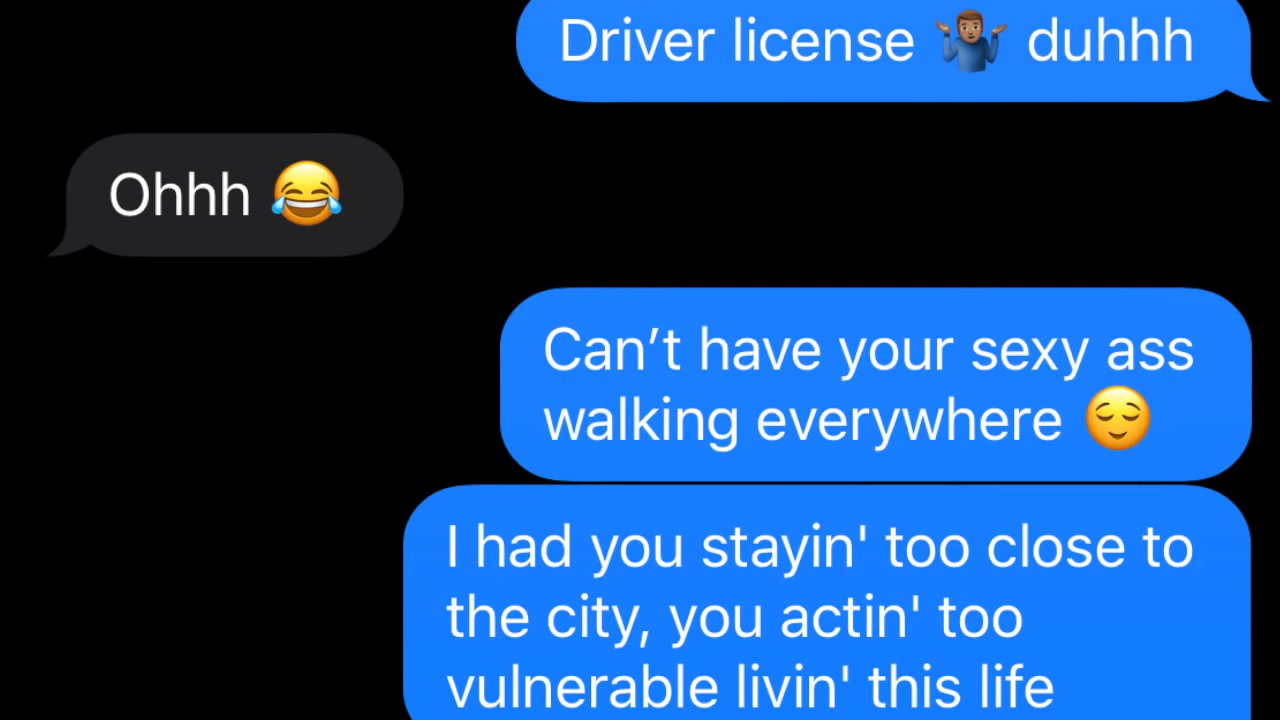 Driver license 🤷🏽‍♂️ duhhh
Ohhh 😂
Can’t have your sexy ass
walking everywhere 😌
I had you stayin' too close to
the city, you actin' too
vulnerable livin' this life